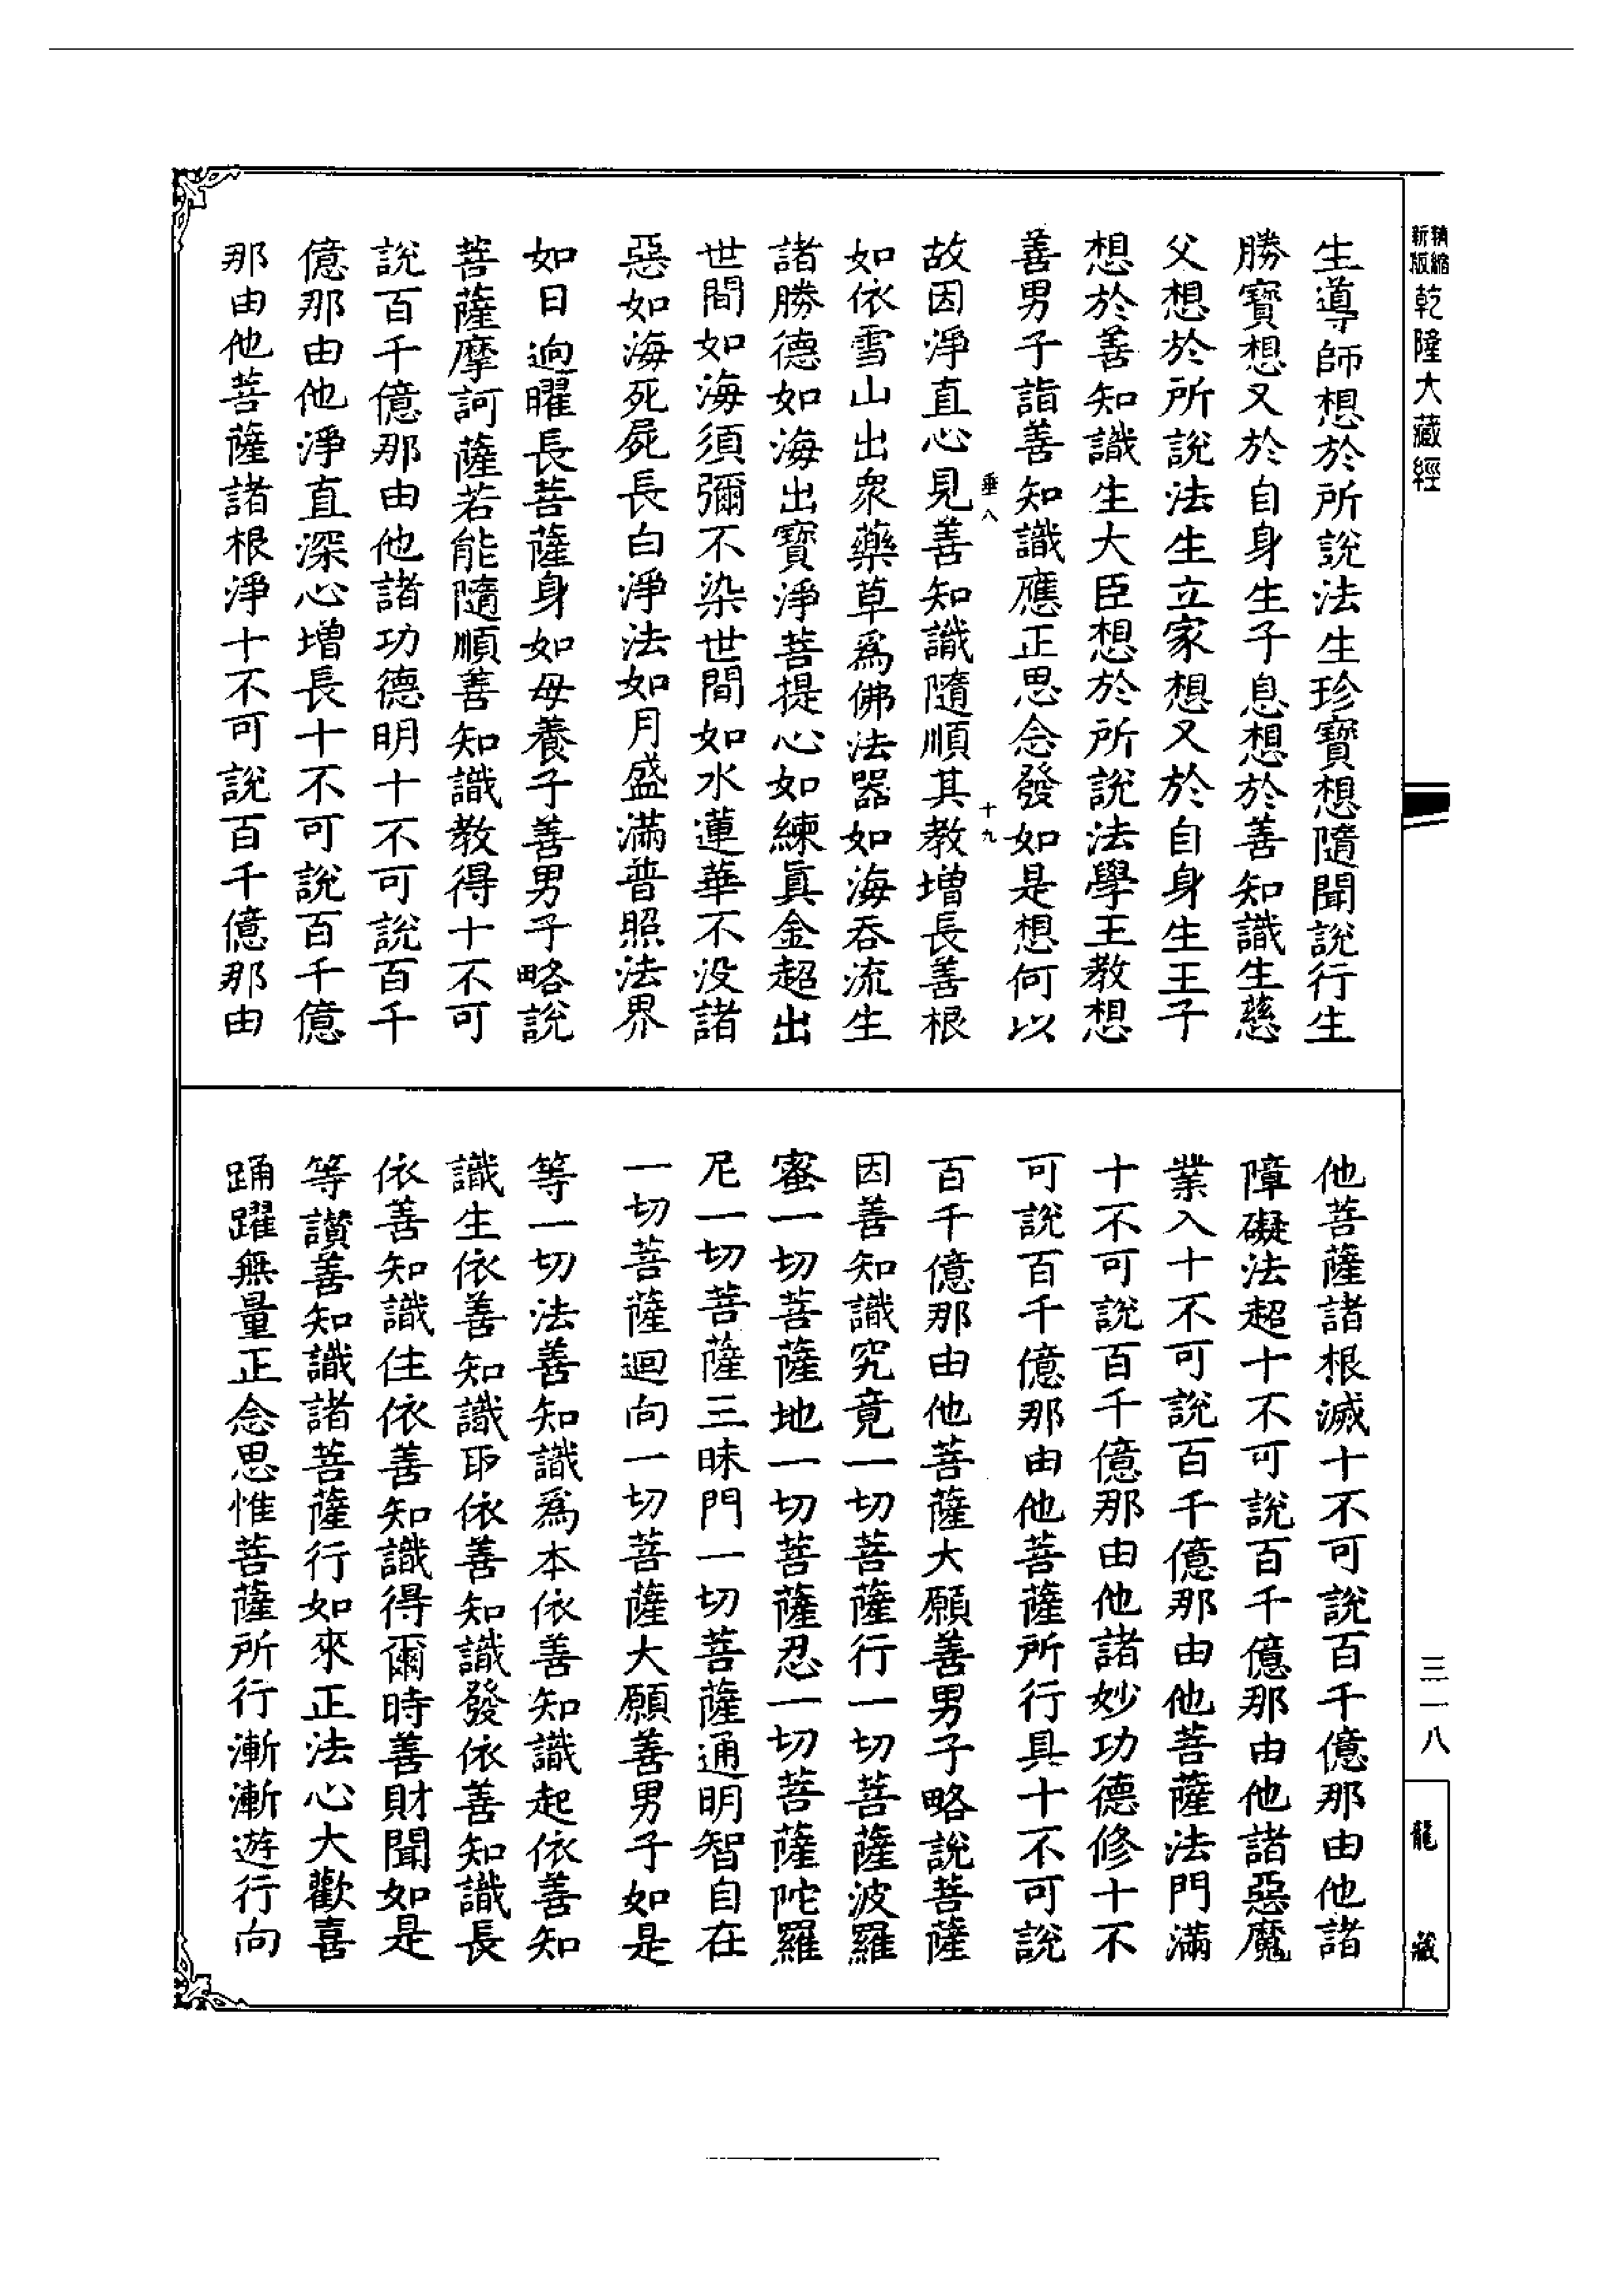 精縮
新版
乾隆大藏經
生導師想於所說法生珍寶想隨聞說行生
勝寶想又於自身生子息想於善知識生慈
父想於所說法生立家想又於自身生王子
想於善知識生大臣想於所說法學王教想
善男子詣善知識應正思念發如是想何以
垂八
十九
故因淨直心見善知識隨順其教增長善根
如依雪山出眾藥草為佛法器如海吞流生
諸勝德如海出寶淨菩提心如練真金超出
世間如海須彌不染世間如水蓮華不沒諸
惡如海死屍長白淨法如月盛滿普照法界
如日逈曜長菩薩身如母養子善男子略說
菩薩摩訶薩若能隨順善知識教得十不可
說百千億那由他諸功德明十不可說百千
億那由他淨直深心增長十不可說百千億
那由他菩薩諸根淨十不可說百千億那由
他菩薩諸根滅十不可說百千億那由他諸
障礙法超十不可說百千億那由他諸惡魔
業入十不可說百千億那由他菩薩法門滿
十不可說百千億那由他諸妙功德修十不
可說百千億那由他菩薩所行具十不可說
百千億那由他菩薩大願善男子略說菩薩
因善知識究竟一切菩薩行一切菩薩波羅
蜜一切菩薩地一切菩薩忍一切菩薩陀羅
尼一切菩薩三昧門一切菩薩通明智自在
一切菩薩迴向一切菩薩大願善男子如是
等一切法善知識為本依善知識起依善知
識生依善知識取依善知識發依善知識長
依善知識住依善知識得爾時善財聞如是
等讚善知識諸菩薩行如來正法心大歡喜
踊躍無量正念思惟菩薩所行漸漸遊行向
三一八
龍藏